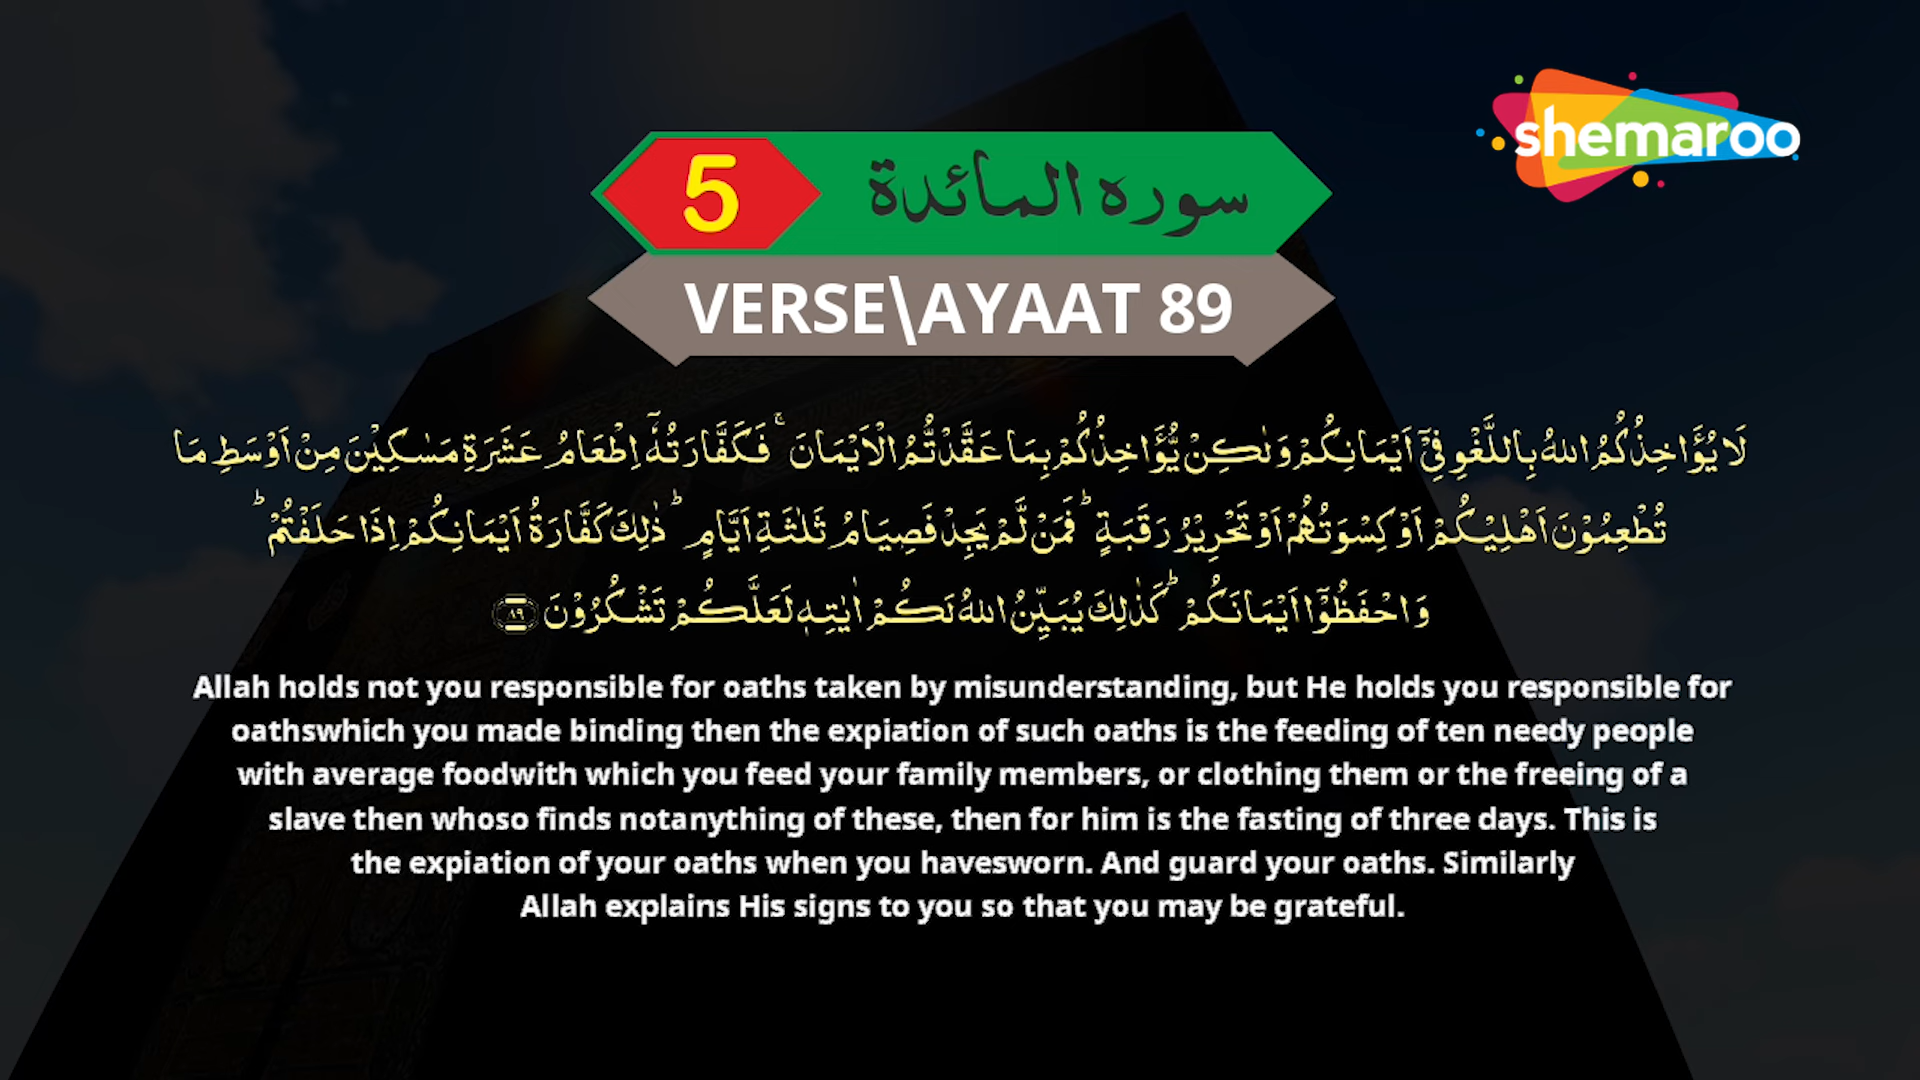 shemaroo
5 سوره المائدة
VERSE\AYAAT 89
لَا يُؤَاخِذُكُمُ اللهُ بِاللَّغْوِ فِيْٓ اَيْمَانِكُمْ وَلٰكِنْ يُّؤَاخِذُكُمْ بِمَا عَقَّدْتُّمُ الْاَيْمَانَ ۚ فَكَفَّارَتُهٗٓ اِطْعَامُ عَشَرَةِ مَسٰكِيْنَ مِنْ اَوْسَطِ مَا
تُطْعِمُوْنَ اَهْلِيْكُمْ اَوْ كِسْوَتُهُمْ اَوْ تَحْرِيْرُ رَقَبَةٍ ؕ فَمَنْ لَّمْ يَجِدْ فَصِيَامُ ثَلٰثَةِ اَيَّامٍ ؕ ذٰلِكَ كَفَّارَةُ اَيْمَانِكُمْ اِذَا حَلَفْتُمْ ؕ
وَاحْفَظُوْٓا اَيْمَانَكُمْ ؕ كَذٰلِكَ يُبَيِّنُ اللهُ لَكُمْ اٰيٰتِهٖ لَعَلَّكُمْ تَشْكُرُوْنَ ﴿۸۹﴾
Allah holds not you responsible for oaths taken by misunderstanding, but He holds you responsible for
oathswhich you made binding then the expiation of such oaths is the feeding of ten needy people
with average foodwith which you feed your family members, or clothing them or the freeing of a
slave then whoso finds notanything of these, then for him is the fasting of three days. This is
the expiation of your oaths when you havesworn. And guard your oaths. Similarly
Allah explains His signs to you so that you may be grateful.